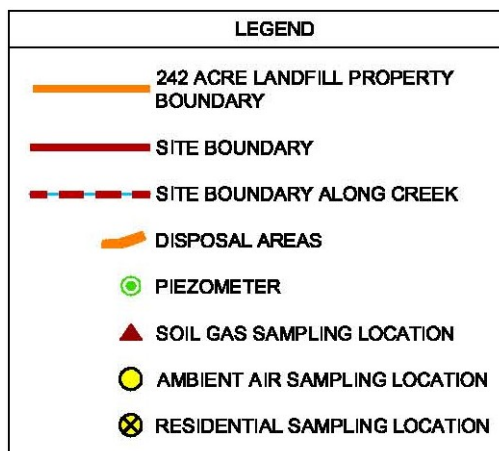 LEGEND
242 ACRE LANDFILL PROPERTY
BOUNDARY
SITE BOUNDARY
SITE BOUNDARY ALONG CREEK
DISPOSAL AREAS
PIEZOMETER
SOIL GAS SAMPLING LOCATION
AMBIENT AIR SAMPLING LOCATION
RESIDENTIAL SAMPLING LOCATION